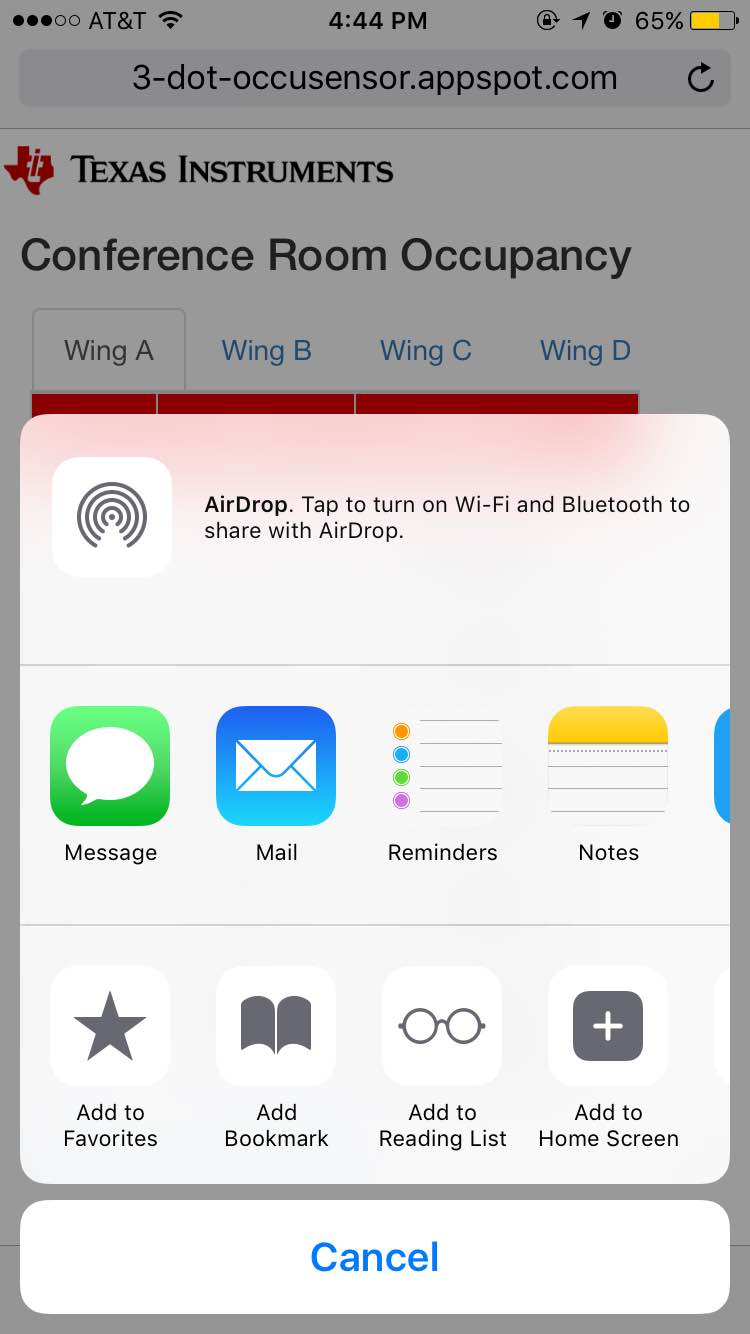 AT&T 4:44 PM 65%
3-dot-occusensor.appspot.com
TEXAS INSTRUMENTS
Conference Room Occupancy
Wing A Wing B Wing C Wing D
AirDrop. Tap to turn on Wi-Fi and Bluetooth to
share with AirDrop.
Message Mail Reminders Notes
Add to Favorites
Add Bookmark
Add to Reading List
Add to Home Screen
Cancel